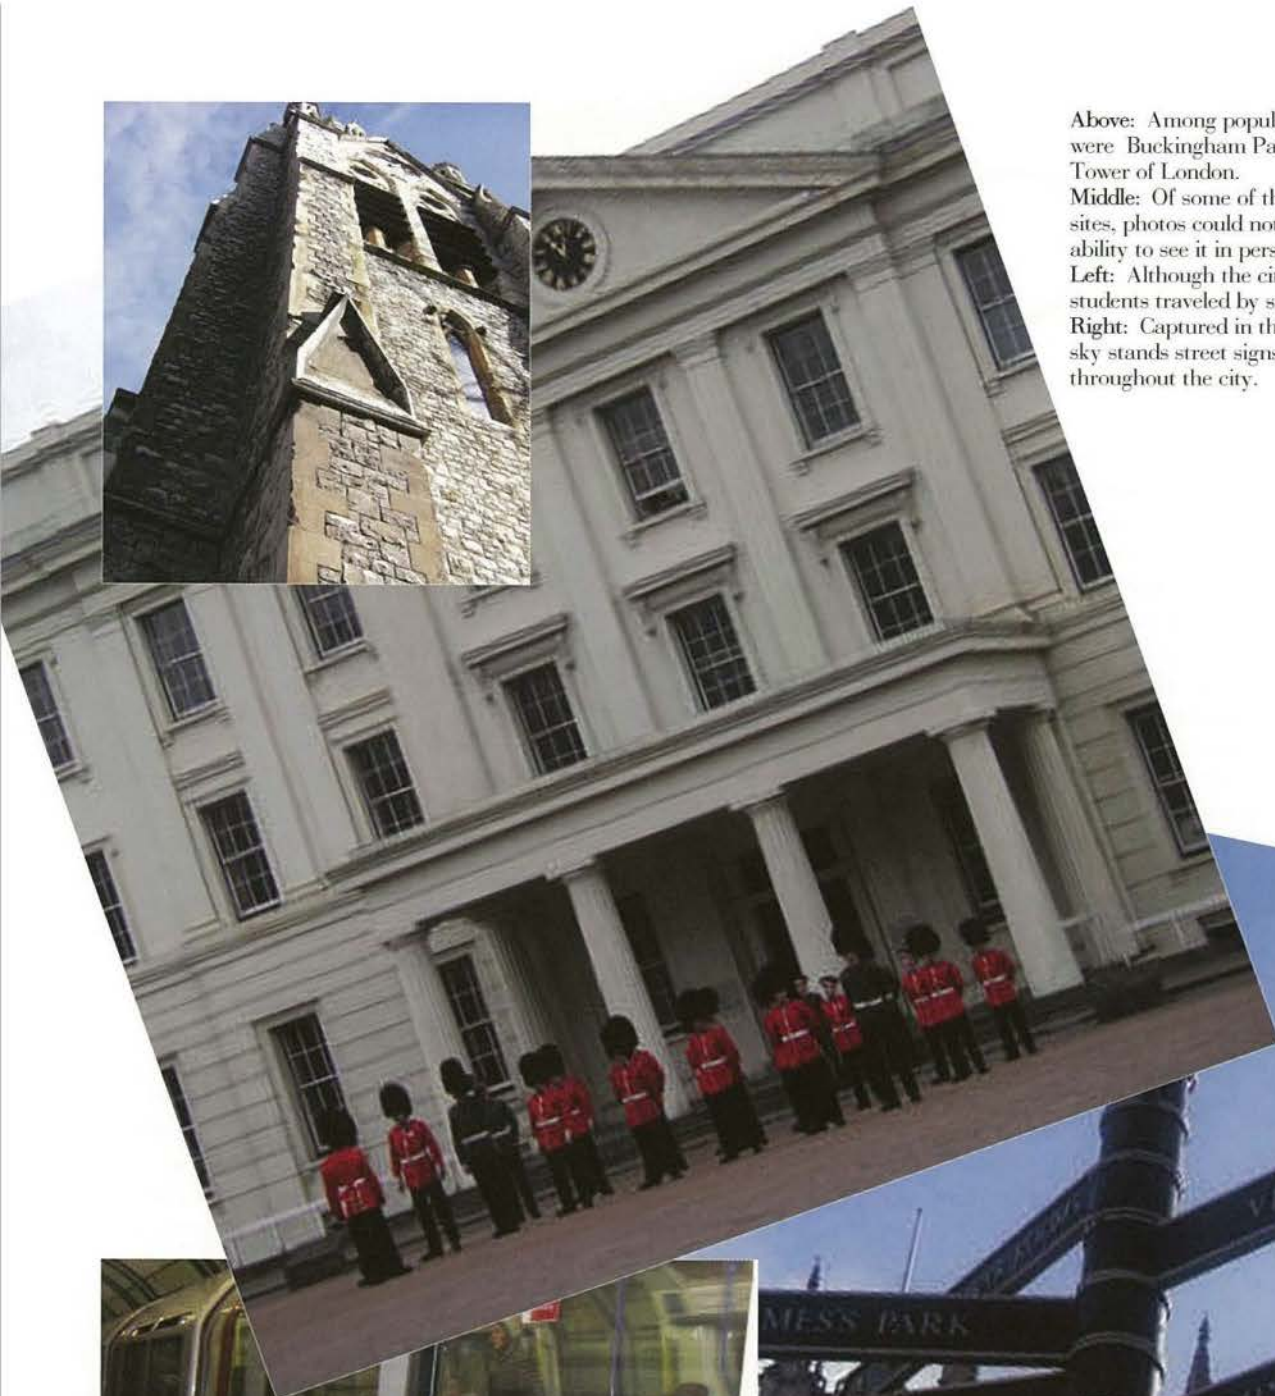 Above: Among popul
were Buckingham Pa
Tower of London.
Middle: Of some of th
sites, photos could not
ability to see it in pers
Left: Although the ci
students traveled by s
Right: Captured in th
sky stands street signs
throughout the city.
MESS PARK